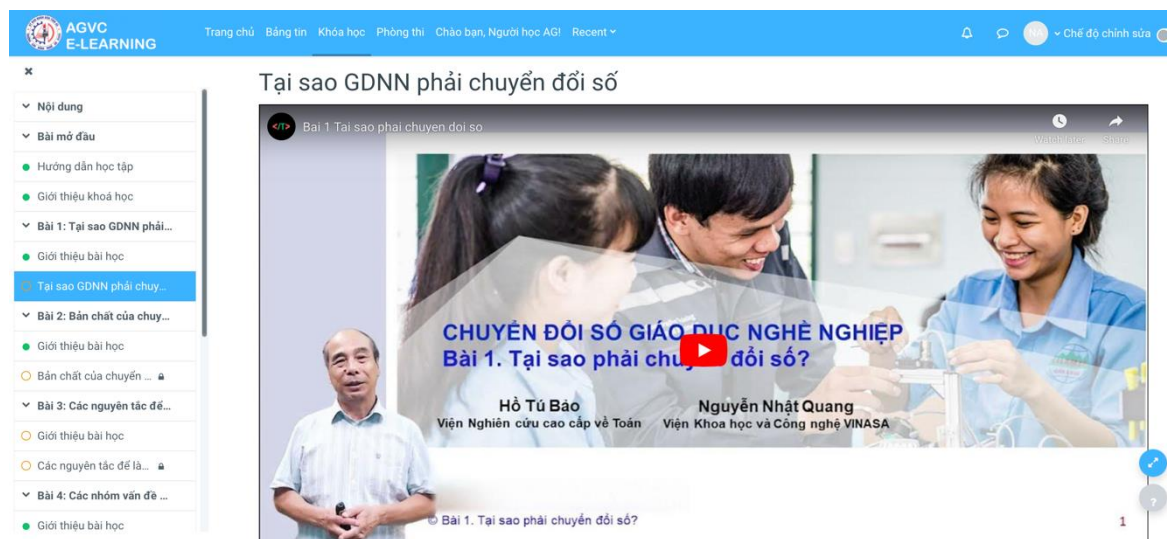 AGVC
E-LEARNING
Trang chủ Bảng tin Khóa học Phòng thi Chào bạn, Người học AG! Recent
NA
Chế độ chỉnh sửa
Nội dung
Bài mở đầu
Hướng dẫn học tập
Giới thiệu khoá học
Bài 1: Tại sao GDNN phải...
Giới thiệu bài học
Tại sao GDNN phải chuy...
Bài 2: Bản chất của chuy...
Giới thiệu bài học
Bản chất của chuyển ...
Bài 3: Các nguyên tắc để...
Giới thiệu bài học
Các nguyên tắc để là...
Bài 4: Các nhóm vấn đề ...
Giới thiệu bài học
Tại sao GDNN phải chuyển đổi số
</T> Bai 1 Tai sao phai chuyen doi so
Watch later Share
CHUYỂN ĐỔI SỐ GIÁO DỤC NGHỀ NGHIỆP
Bài 1. Tại sao phải đổi số?
Hồ Tú Bảo Nguyễn Nhật Quang
Viện Nghiên cứu cao cấp về Toán Viện Khoa học và Công nghệ VINASA
© Bài 1. Tại sao phải chuyển đổi số?
1
?